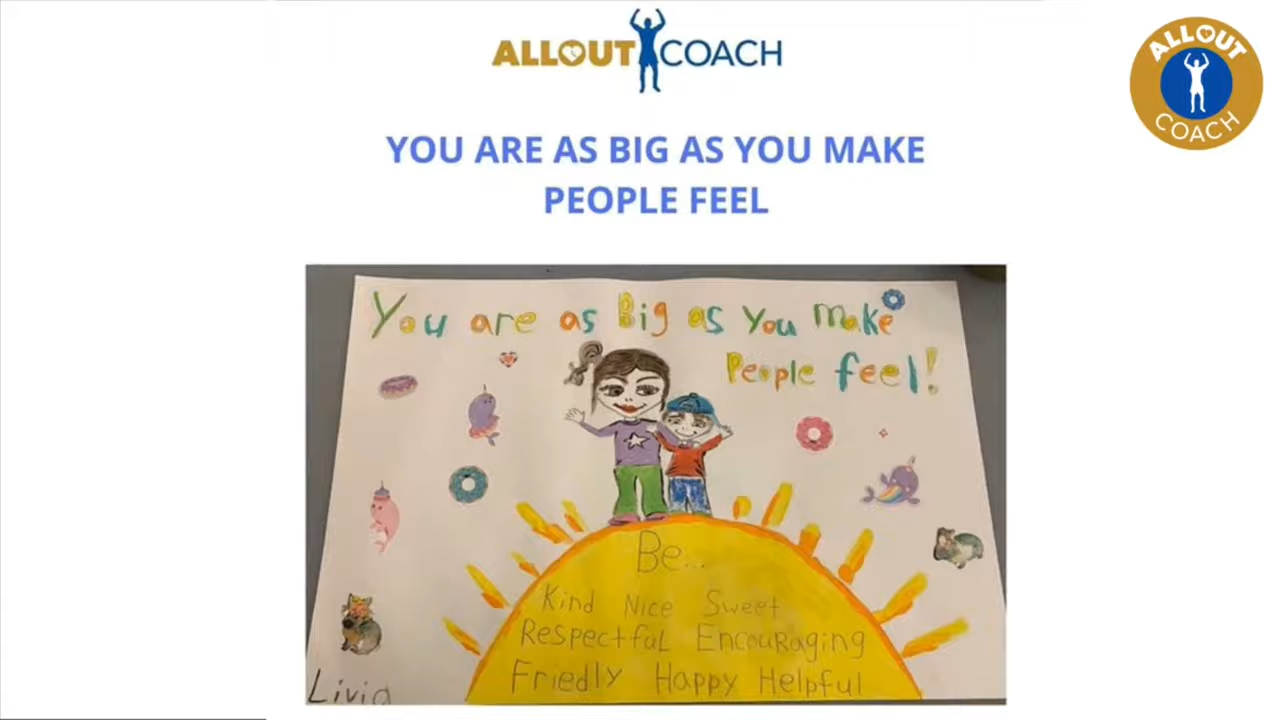 ALLOUT COACH
ALLOUT
COACH
YOU ARE AS BIG AS YOU MAKE
PEOPLE FEEL
You are as Big as You make
People feel!
Be...
Kind Nice Sweet
Respectful Encouraging
Friedly Happy Helpful
Livia